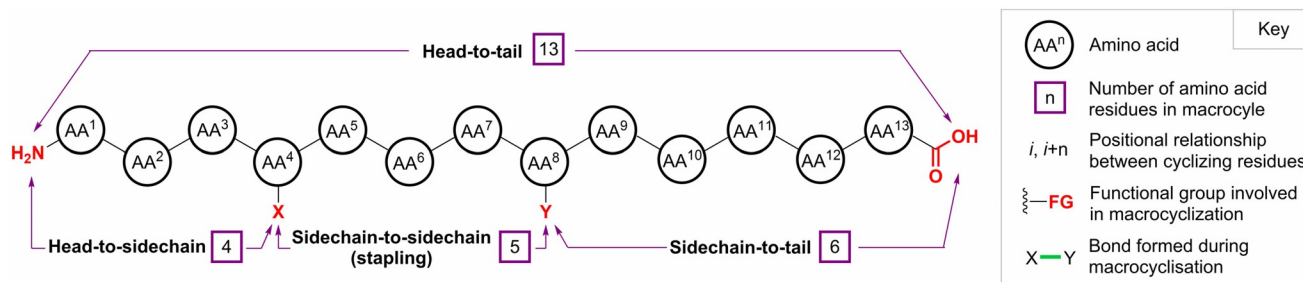 Head-to-tail 13
H₂N AA¹ AA² AA³ AA⁴ AA⁵ AA⁶ AA⁷ AA⁸ AA⁹ AA¹⁰ AA¹¹ AA¹² AA¹³ OH
O
X Y
Head-to-sidechain 4 Sidechain-to-sidechain 5 Sidechain-to-tail 6
(stapling)
Key
AAⁿ Amino acid
n Number of amino acid
residues in macrocyle
i, i+n Positional relationship
between cyclizing residues
FG Functional group involved
in macrocyclization
X Y Bond formed during
macrocyclisation